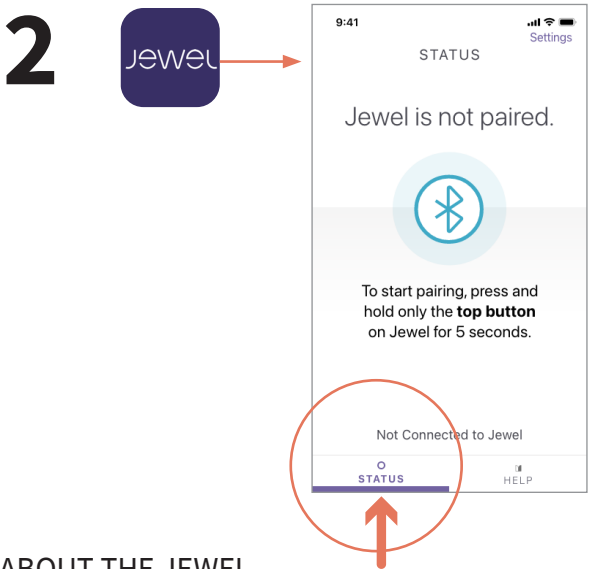 2
Jewel
9:41
Settings
STATUS
Jewel is not paired.
To start pairing, press and
hold only the top button
on Jewel for 5 seconds.
Not Connected to Jewel
STATUS
HELP
ABOUT THE JEWEL